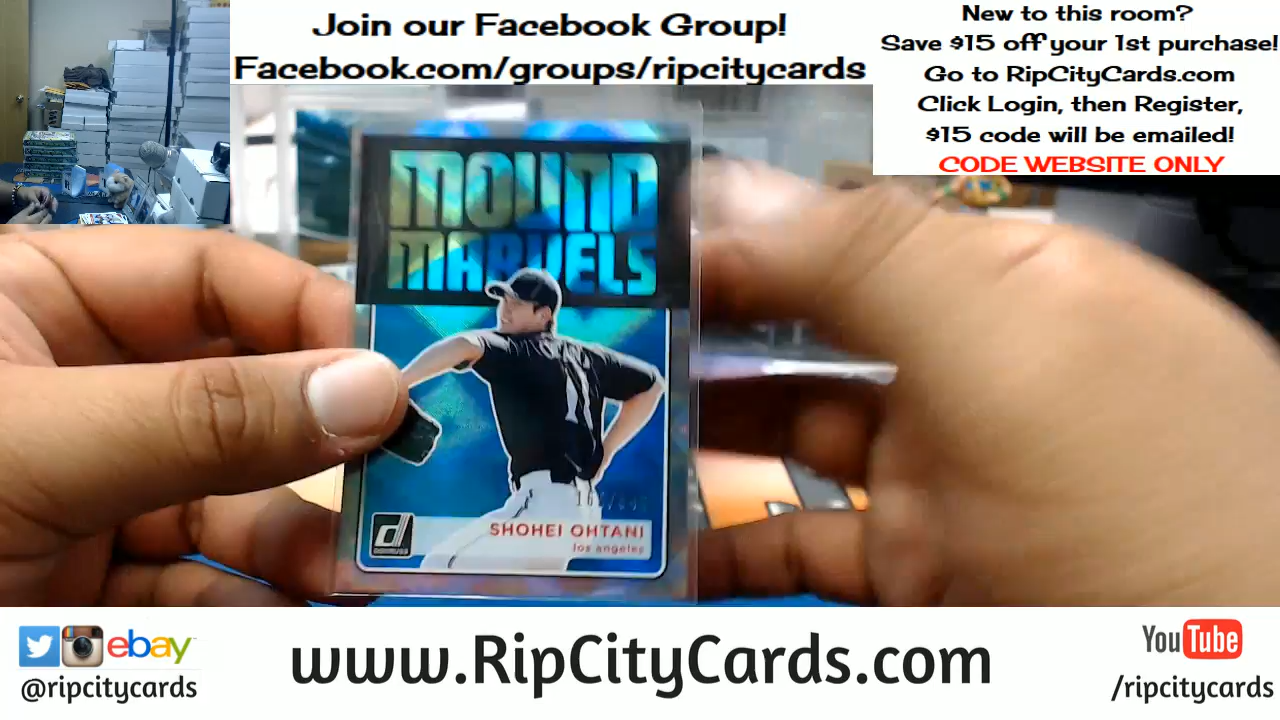 Join our Facebook Group!
Facebook.com/groups/ripcitycards
New to this room?
Save $15 off your 1st purchase!
Go to RipCityCards.com
Click Login, then Register,
$15 code will be emailed!
CODE WEBSITE ONLY
MOUND
MARVELS
11
SHOHEI OHTANI
los angeles
d
DONRUSS
ebay
@ripcitycards
www.RipCityCards.com
YouTube
/ripcitycards